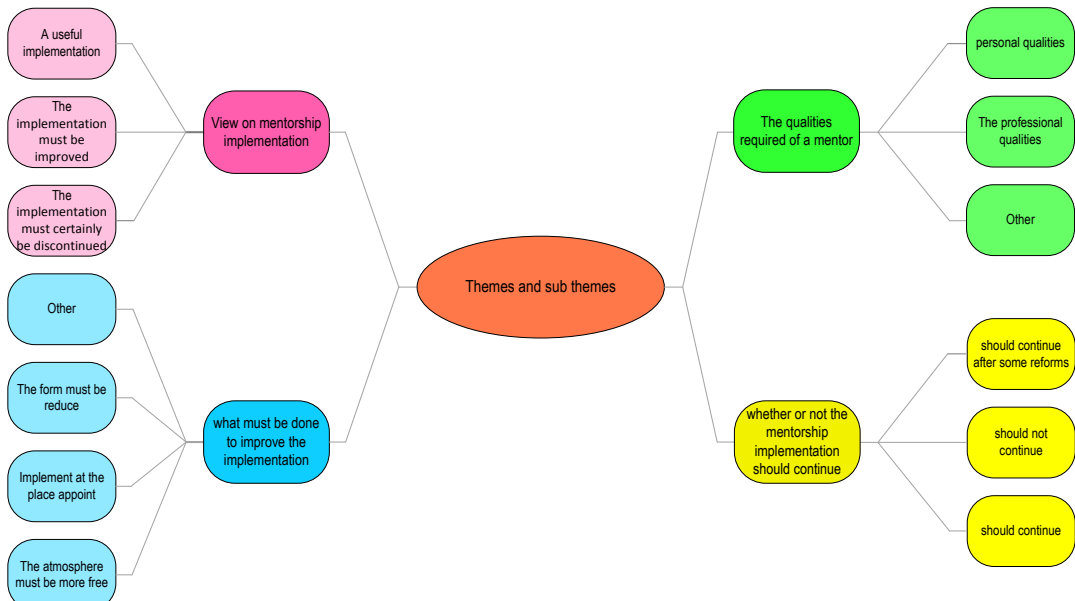 A useful
implementation
The
implementation
must be
improved
The
implementation
must certainly
be discontinued
View on mentorship
implementation
Other
The form must be
reduce
Implement at the
place appoint
The atmosphere
must be more free
what must be done
to improve the
implementation
Themes and sub themes
The qualities
required of a mentor
personal qualities
The professional
qualities
Other
whether or not the
mentorship
implementation
should continue
should continue
after some reforms
should not
continue
should continue